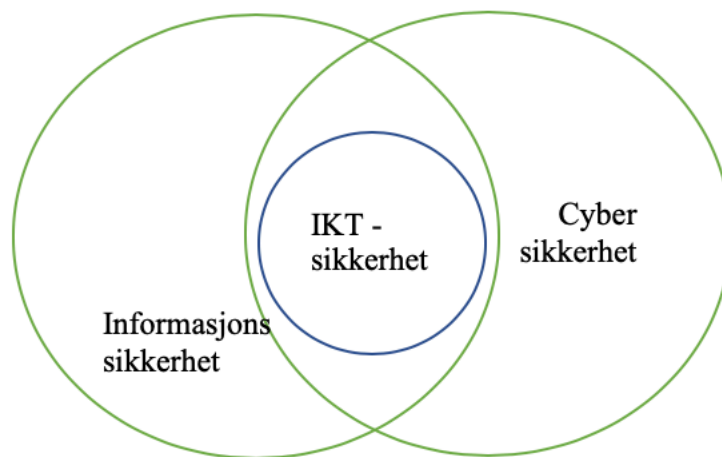 Informasjons
sikkerhet
IKT -
sikkerhet
Cyber
sikkerhet